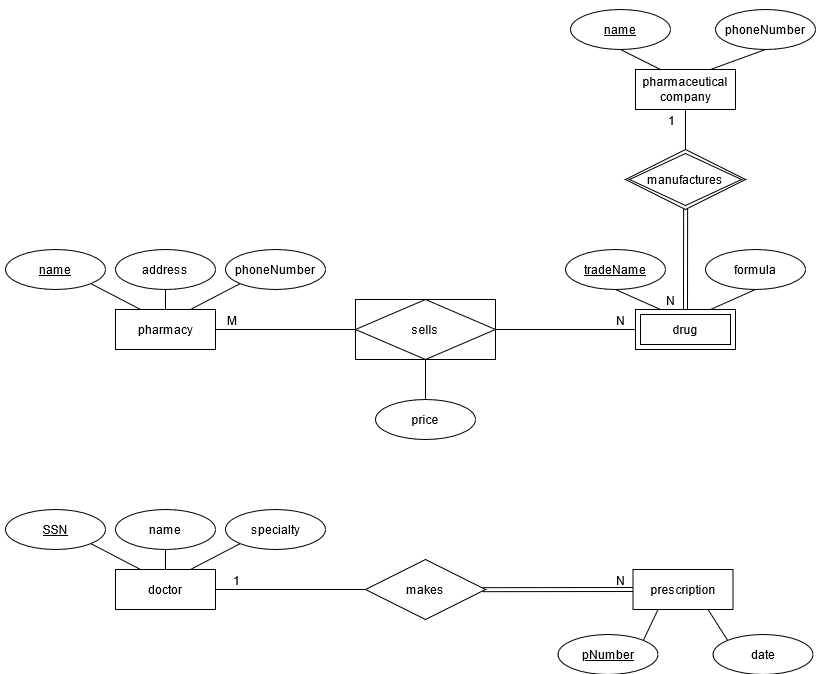 name
phoneNumber
pharmaceutical
company
1
manufactures
name
address
phoneNumber
tradeName
formula
N
pharmacy
M
sells
N
drug
price
SSN
name
specialty
doctor
1
makes
N
prescription
pNumber
date